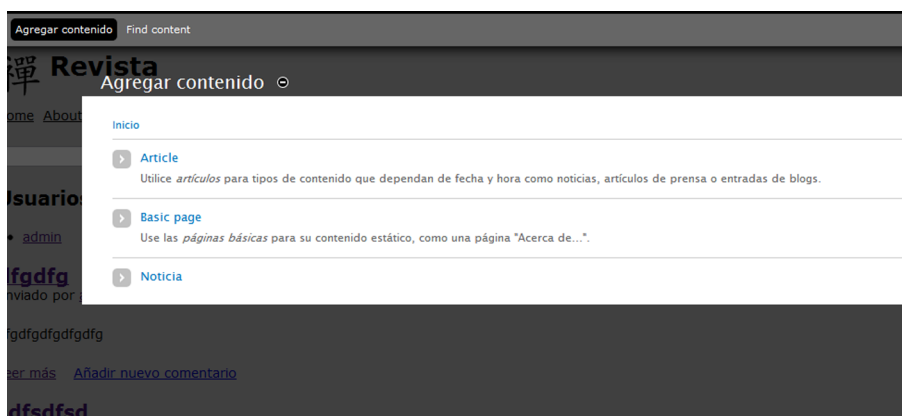 Agregar contenido Find content
禪 Revista
Agregar contenido
ome About
Inicio
Article
Utilice artículos para tipos de contenido que dependan de fecha y hora como noticias, artículos de prensa o entradas de blogs.
Usuarios
admin
Basic page
Use las páginas básicas para su contenido estático, como una página "Acerca de...".
lfgdfg
Noticia
nviado por
fgdfgdfgdfgdfg
eer más Añadir nuevo comentario
dfsdfsd